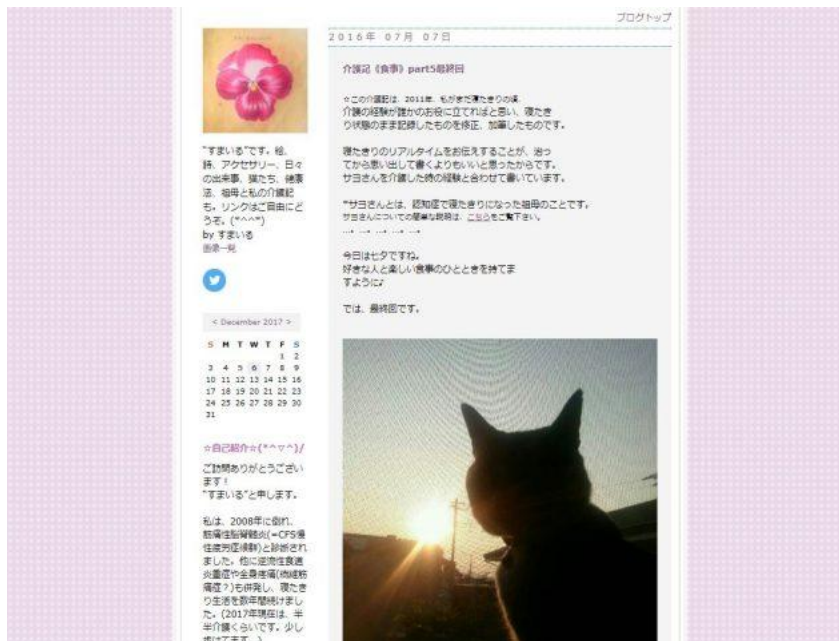 ブログトップ
2016年 07月 07日
介護記《食事》part5最終回
☆この介護記は、2011年、私がまだ寝たきりの頃、
介護の経験が誰かのお役に立てればと思い、寝たき
り状態のまま記録したものを修正、加筆したものです。
寝たきりのリアルタイムをお伝えすることが、治っ
てから思い出して書くよりもいいと思ったからです。
サヨさんを介護した時の経験と合わせて書いています。
*サヨさんとは、認知症で寝たきりになった祖母のことです。
サヨさんについての簡単な説明は、こちらをご覧下さい。
今日は七夕ですね。
好きな人と楽しい食事のひとときを持てま
すように♪
では、最終回です。
"すまいる"です。絵、
詩、アクセサリー、日々
の出来事、猫たち、健康
法、祖母と私の介護記
も。リンクはご自由にど
うぞ。(*^^*)
by すまいる
画像一覧
< December 2017 >
S M T W T F S
1 2
3 4 5 6 7 8 9
10 11 12 13 14 15 16
17 18 19 20 21 22 23
24 25 26 27 28 29 30
31
☆自己紹介☆(*^▽^)/
ご訪問ありがとうござい
ます！
"すまいる"と申します。
私は、2008年に倒れ、
筋痛性脳脊髄炎(=CFS慢
性疲労症候群)と診断され
ました。他に逆流性食道
炎重症や全身疼痛(線維筋
痛症？)も併発し、寝たき
り生活を数年間続けまし
た。(2017年現在は、半
半介護くらいです。少し
歩けてます。)